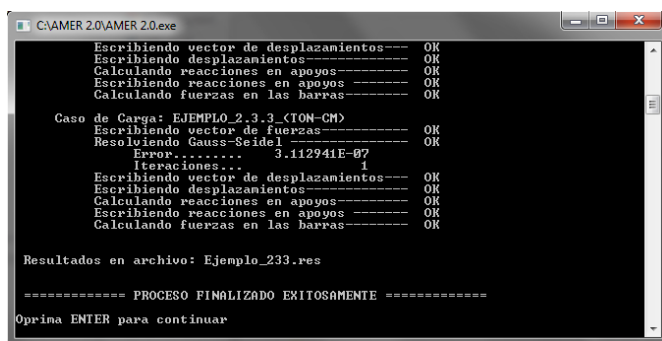 C:\AMER 2.0\AMER 2.0.exe
Escribiendo vector de desplazamientos--- OK
Escribiendo desplazamientos------------- OK
Calculando reacciones en apoyos--------- OK
Escribiendo reacciones en apoyos ------- OK
Calculando fuerzas en las barras-------- OK
Caso de Carga: EJEMPLO_2.3.3_(TON-CM)
Escribiendo vector de fuerzas----------- OK
Resolviendo Gauss-Seidel --------------- OK
Error......... 3.112941E-07
Iteraciones... 1
Escribiendo vector de desplazamientos--- OK
Escribiendo desplazamientos------------- OK
Calculando reacciones en apoyos--------- OK
Escribiendo reacciones en apoyos ------- OK
Calculando fuerzas en las barras-------- OK
Resultados en archivo: Ejemplo_233.res
============= PROCESO FINALIZADO EXITOSAMENTE =============
Oprima ENTER para continuar